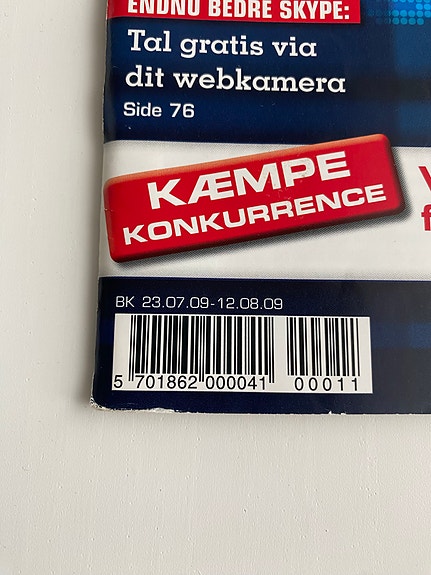 ENDNU BEDRE SKYPE:
Tal gratis via
dit webkamera
Side 76
KÆMPE
KONKURRENCE
BK 23.07.09-12.08.09
5 701862 000041 00011